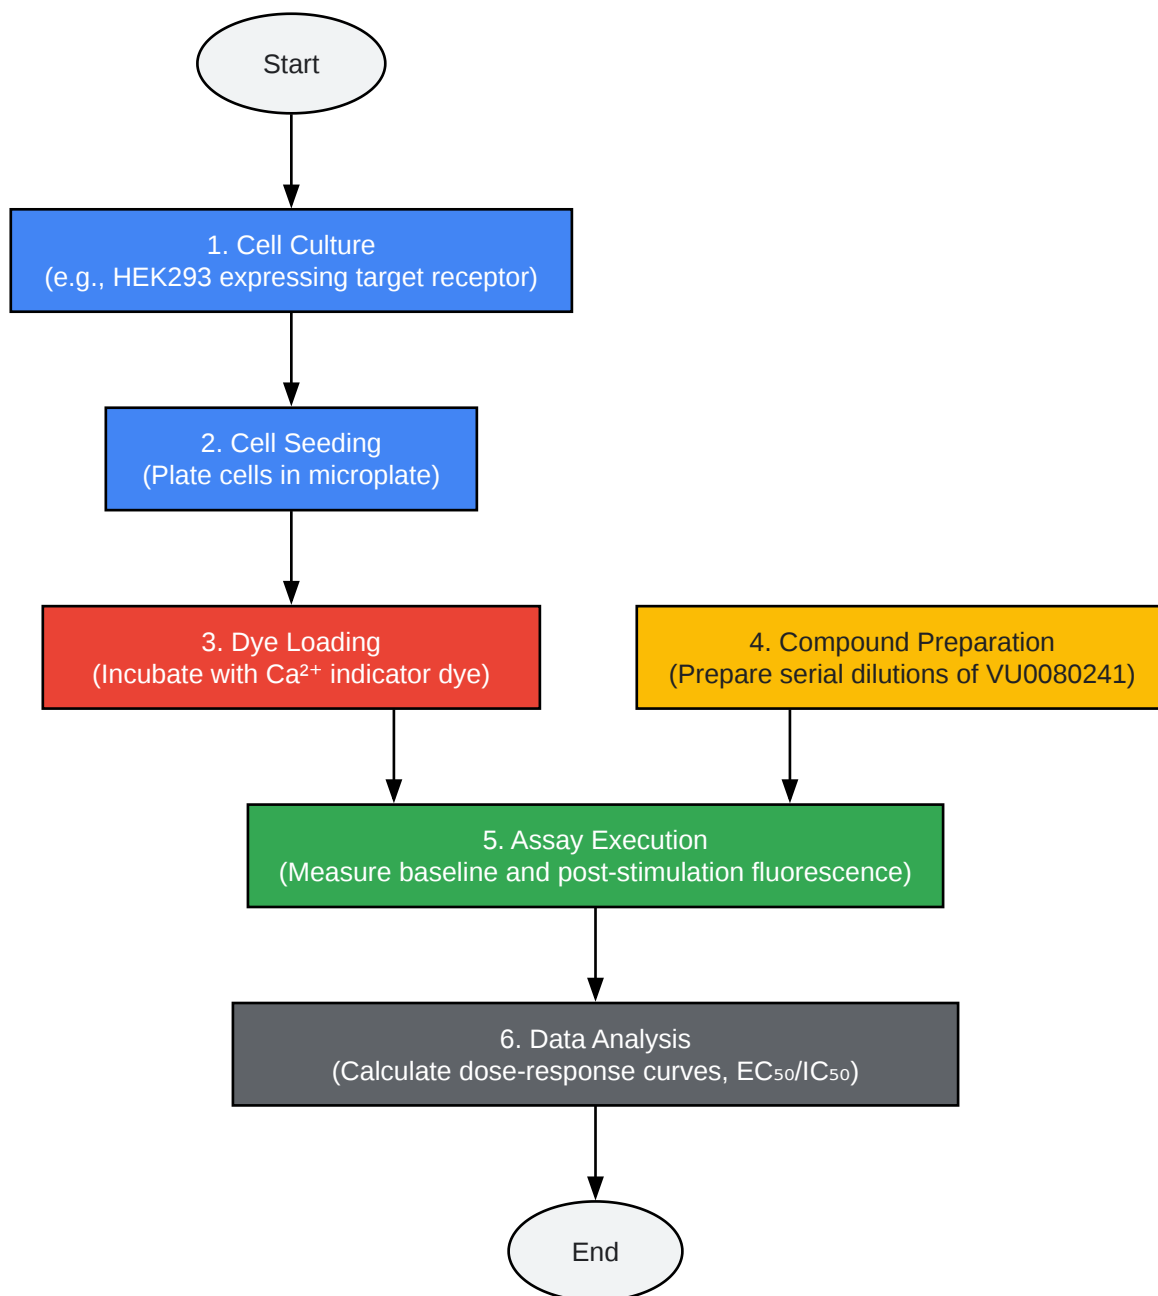 Start
1. Cell Culture
(e.g., HEK293 expressing target receptor)
2. Cell Seeding
(Plate cells in microplate)
3. Dye Loading
(Incubate with Ca²⁺ indicator dye)
4. Compound Preparation
(Prepare serial dilutions of VU0080241)
5. Assay Execution
(Measure baseline and post-stimulation fluorescence)
6. Data Analysis
(Calculate dose-response curves, EC₅₀/IC₅₀)
End